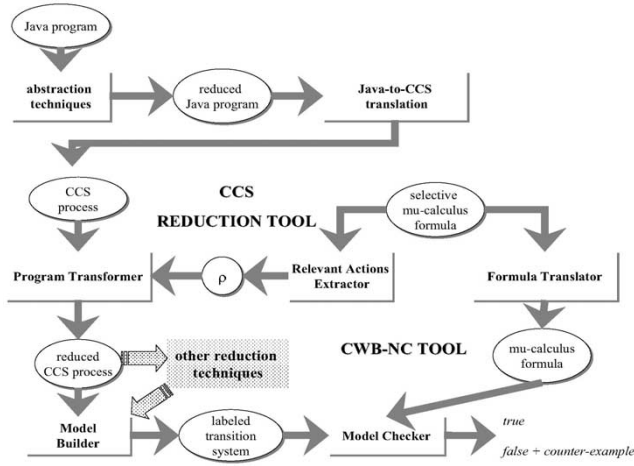 Java program
abstraction
techniques
reduced
Java program
Java-to-CCS
translation
CCS
process
CCS
REDUCTION TOOL
selective
mu-calculus
formula
Program Transformer
ρ
Relevant Actions
Extractor
Formula Translator
reduced
CCS process
other reduction
techniques
CWB-NC TOOL
mu-calculus
formula
Model
Builder
labeled
transition
system
Model Checker
true
false + counter-example